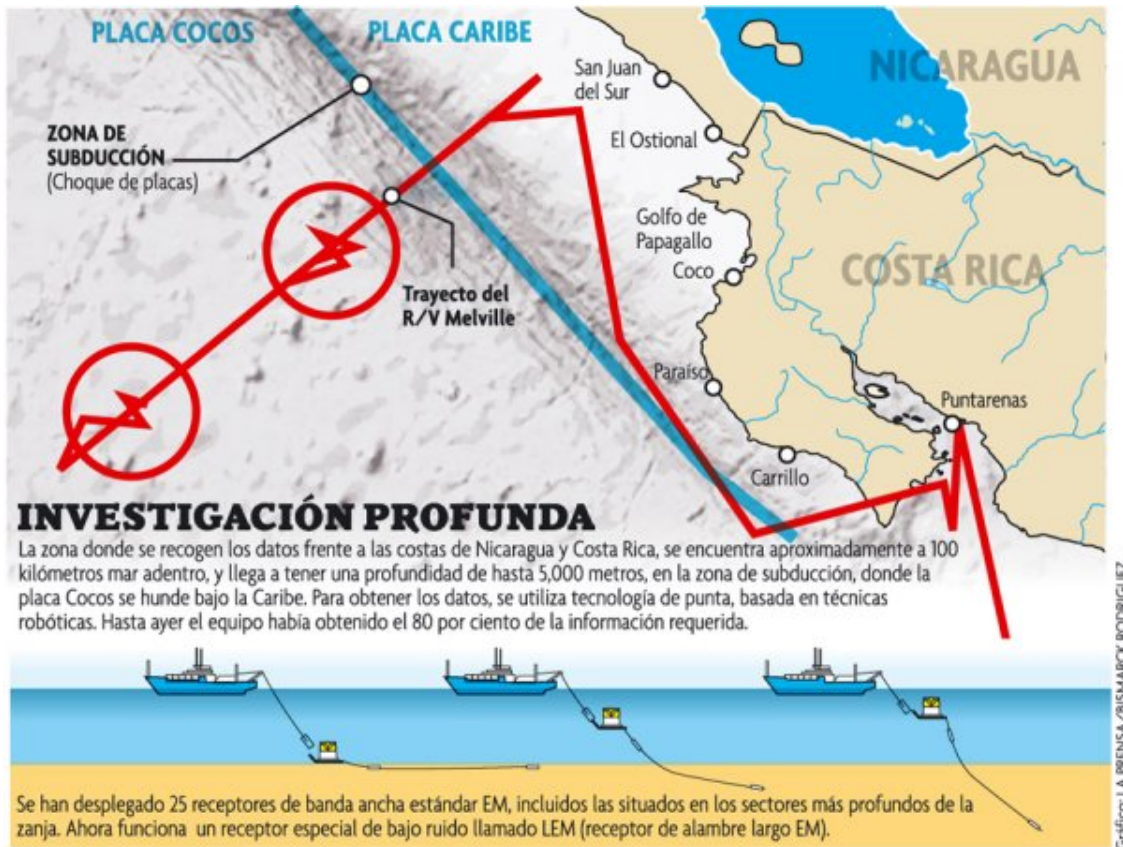 PLACA COCOS
PLACA CARIBE
NICARAGUA
San Juan
del Sur
El Ostional
ZONA DE
SUBDUCCIÓN
(Choque de placas)
Golfo de
Papagallo
Coco
COSTA RICA
Trayecto del
R/V Melville
Paraíso
Puntarenas
Carrillo
INVESTIGACIÓN PROFUNDA
La zona donde se recogen los datos frente a las costas de Nicaragua y Costa Rica, se encuentra aproximadamente a 100
kilómetros mar adentro, y llega a tener una profundidad de hasta 5,000 metros, en la zona de subducción, donde la
placa Cocos se hunde bajo la Caribe. Para obtener los datos, se utiliza tecnología de punta, basada en técnicas
robóticas. Hasta ayer el equipo había obtenido el 80 por ciento de la información requerida.
Se han desplegado 25 receptores de banda ancha estándar EM, incluidos las situados en los sectores más profundos de la
zanja. Ahora funciona un receptor especial de bajo ruido llamado LEM (receptor de alambre largo EM).
Gráfico: LA PRENSA/BISMARCK RODRIGUEZ